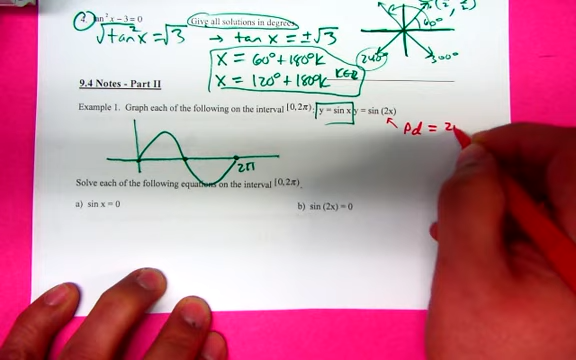 2. tan² x − 3 = 0
Give all solutions in degrees
√tan²x = √3 → tan x = ±√3
x = 60° + 180°k
x = 120° + 180°k k∈Z
60°
240°
300°
9.4 Notes - Part II
Example 1. Graph each of the following on the interval [0, 2π). y = sin x y = sin (2x)
Pd = 2
2π
Solve each of the following equations on the interval [0, 2π).
a) sin x = 0
b) sin (2x) = 0